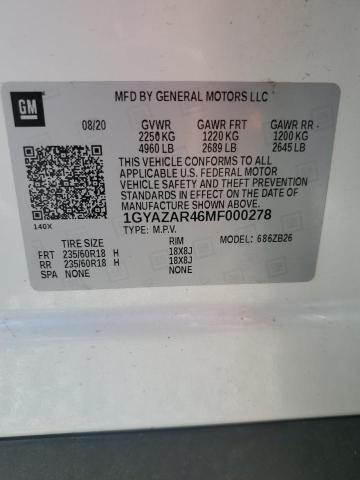 GM
MFD BY GENERAL MOTORS LLC
08/20 GVWR GAWR FRT GAWR RR
2250 KG 1220 KG 1200 KG
4960 LB 2689 LB 2645 LB
THIS VEHICLE CONFORMS TO ALL
APPLICABLE U.S. FEDERAL MOTOR
VEHICLE SAFETY, BUMPER, AND THEFT
PREVENTION STANDARDS IN
EFFECT ON THE DATE OF
MANUFACTURE SHOWN ABOVE.
1GYAZAR46MF000278
140X TYPE: M.P.V. MODEL: 686ZB26
TIRE SIZE RIM
FRT 235/60R18 H 18X8J
RR 235/60R18 H 18X8J
SPA NONE NONE